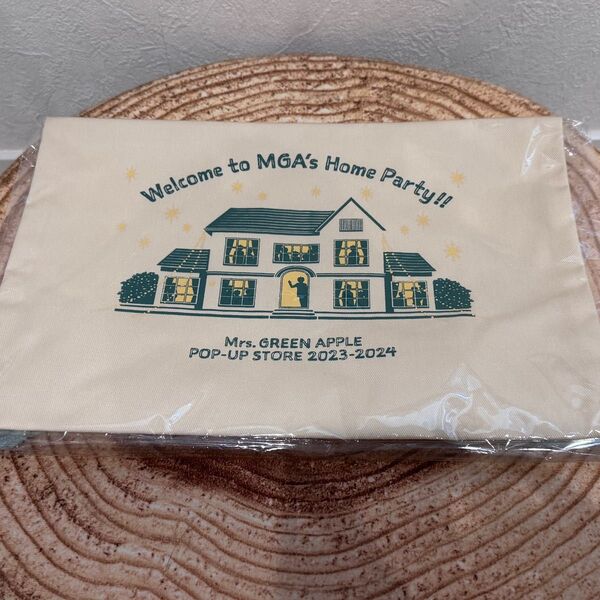 Welcome to MGA's Home Party!!
Mrs. GREEN APPLE
POP-UP STORE 2023-2024